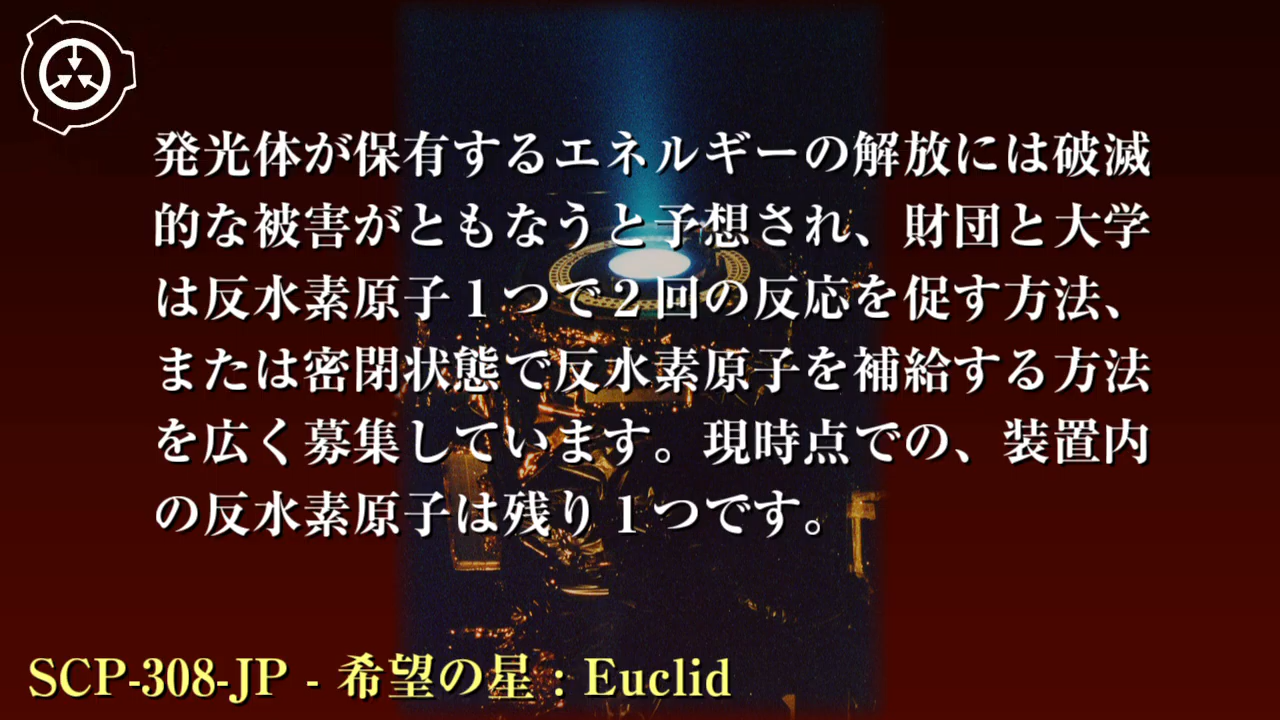 発光体が保有するエネルギーの解放には破滅
的な被害がともなうと予想され、財団と大学
は反水素原子１つで２回の反応を促す方法、
または密閉状態で反水素原子を補給する方法
を広く募集しています。現時点での、装置内
の反水素原子は残り１つです。
SCP-308-JP - 希望の星 : Euclid